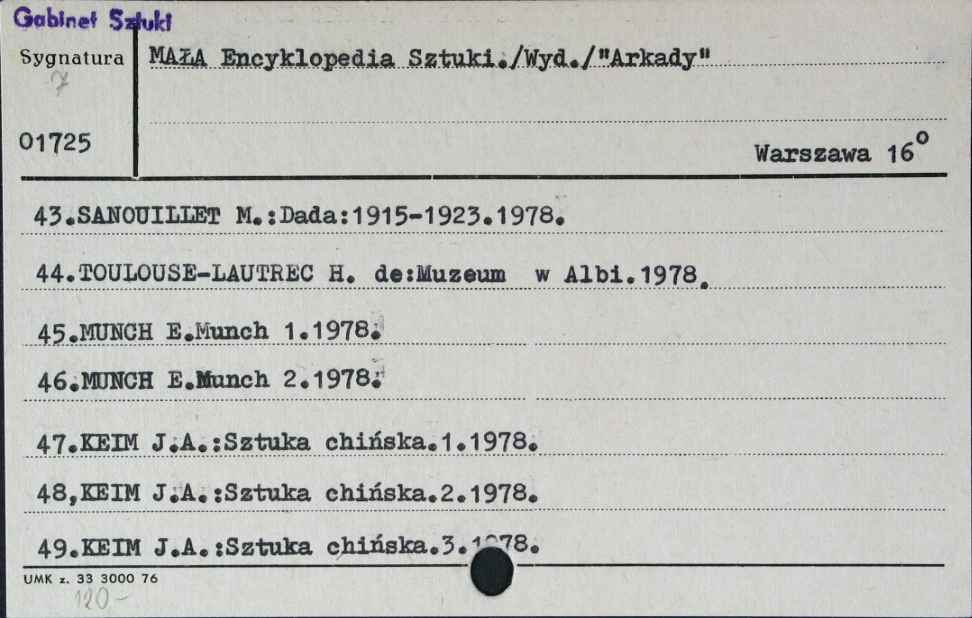 Gabinet Sztuki
Sygnatura
7
01725
MAŁA Encyklopedia Sztuki./Wyd./"Arkady"
Warszawa 16°
43.SANOUILLET M.:Dada:1915-1923.1978.
44.TOULOUSE-LAUTREC H. de:Muzeum w Albi.1978.
45.MUNCH E.Munch 1.1978.
46.MUNCH E.Munch 2.1978.
47.KEIM J.A.:Sztuka chińska.1.1978.
48,KEIM J.A.:Sztuka chińska.2.1978.
49.KEIM J.A.:Sztuka chińska.3.1978.
UMK z. 33 3000 76
120-